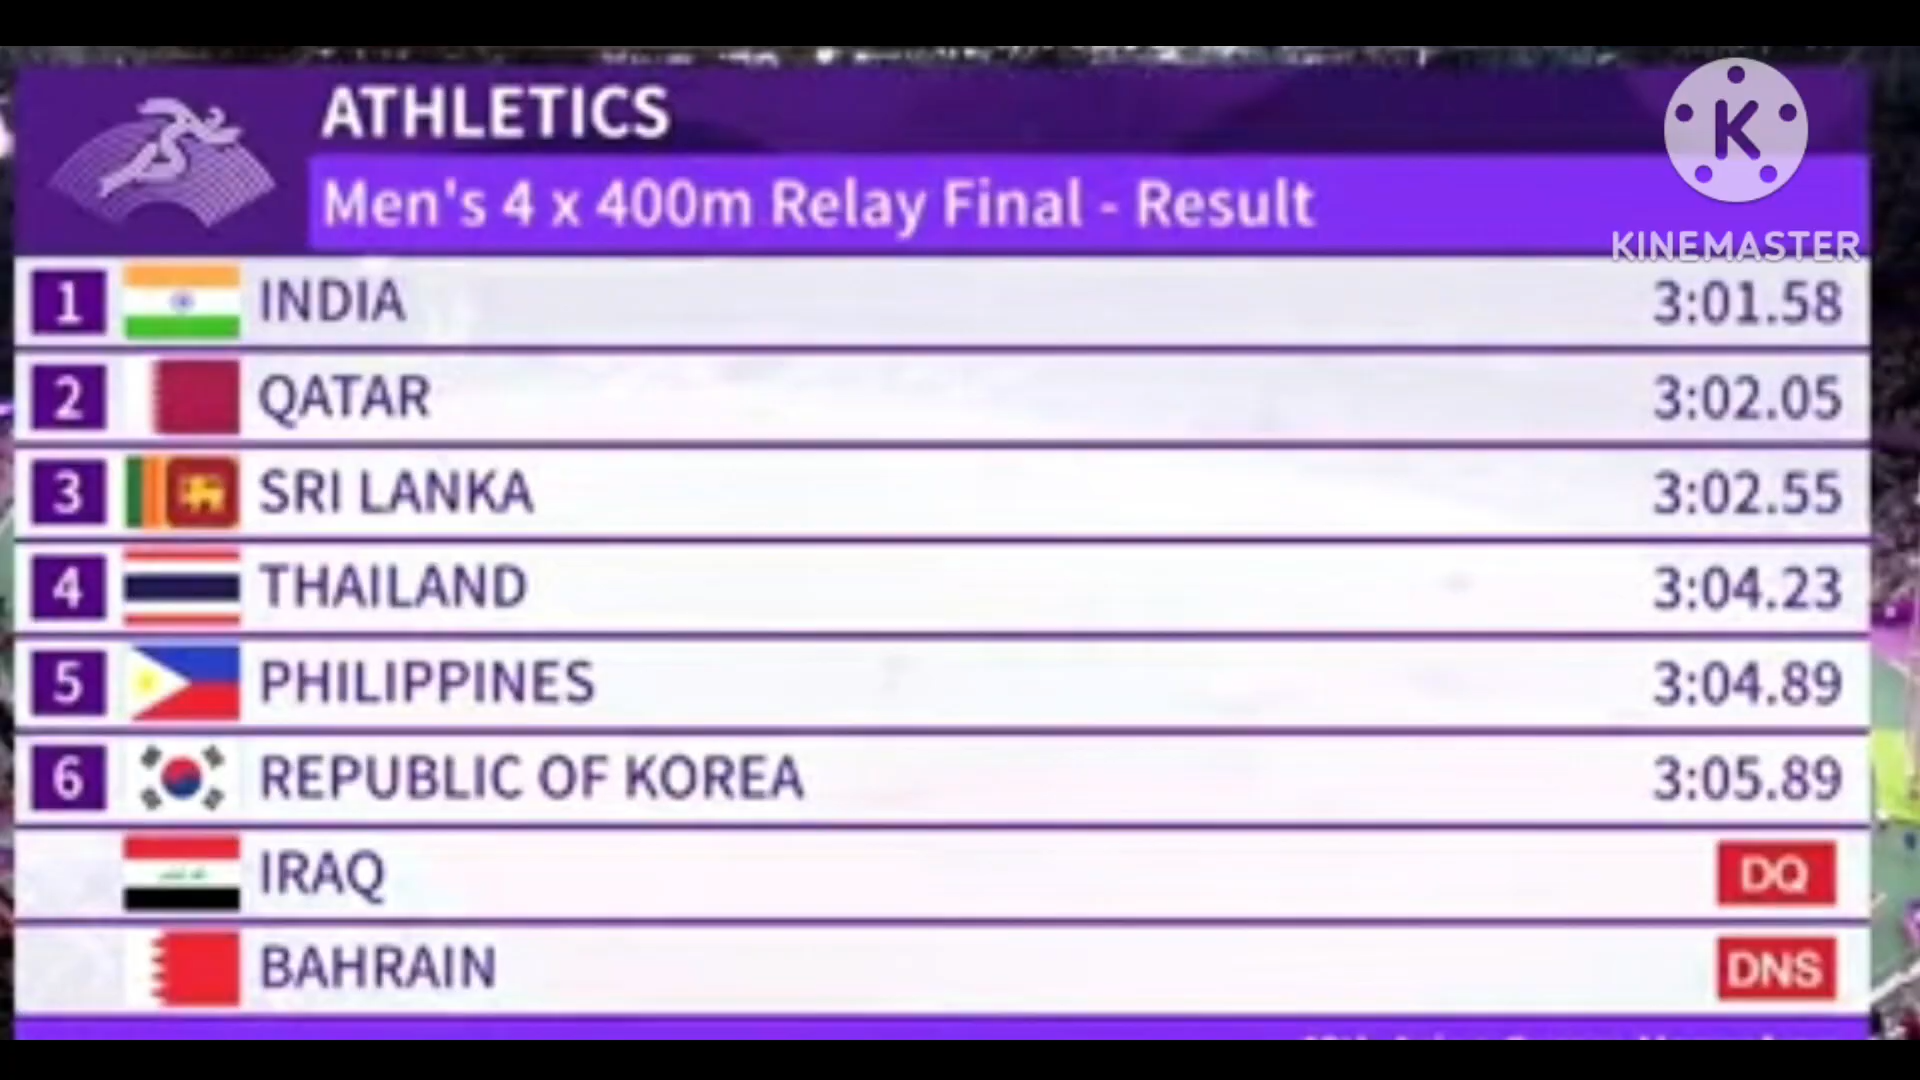 ATHLETICS
Men's 4 x 400m Relay Final - Result
K
KINEMASTER
1 INDIA 3:01.58
2 QATAR 3:02.05
3 SRI LANKA 3:02.55
4 THAILAND 3:04.23
5 PHILIPPINES 3:04.89
6 REPUBLIC OF KOREA 3:05.89
IRAQ DQ
BAHRAIN DNS